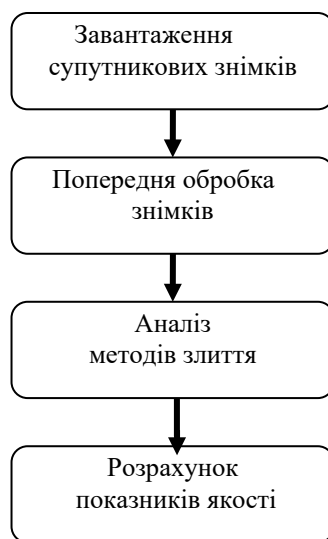 Завантаження
супутникових знімків
Попередня обробка
знімків
Аналіз
методів злиття
Розрахунок
показників якості